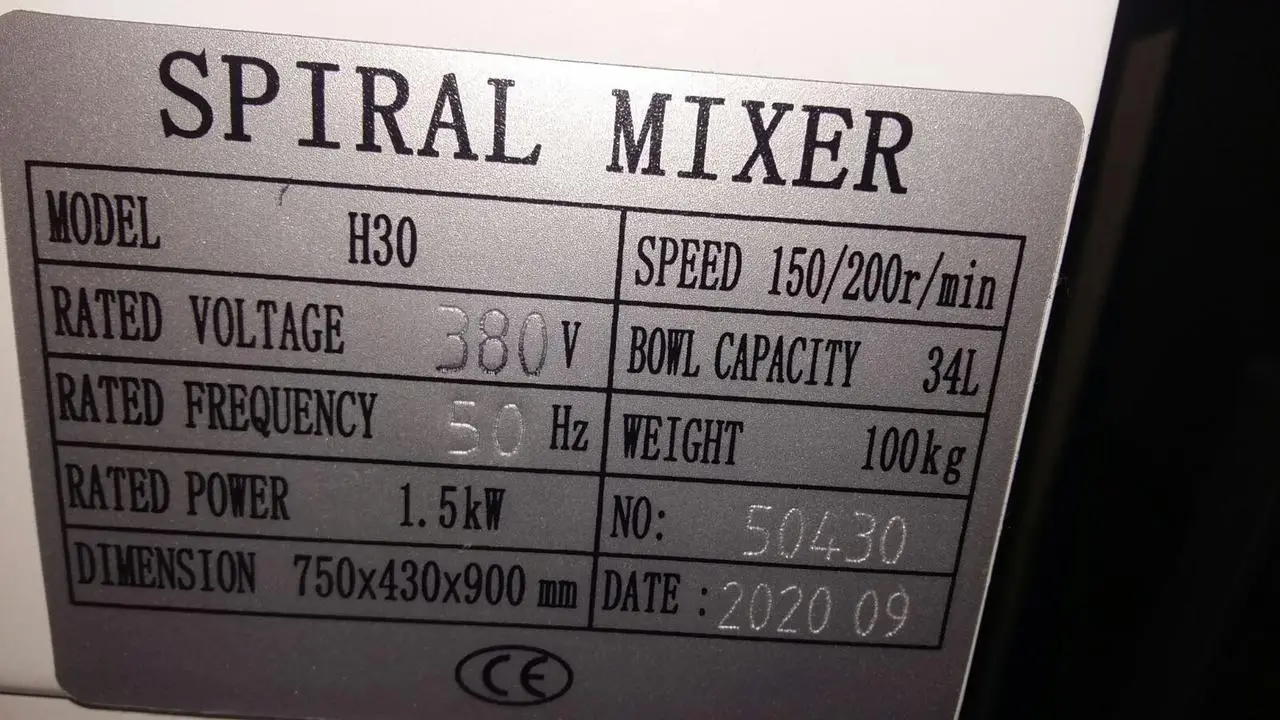 SPIRAL MIXER
MODEL H30
SPEED 150/200r/min
RATED VOLTAGE 380V
BOWL CAPACITY 34L
RATED FREQUENCY 50 Hz
WEIGHT 100kg
RATED POWER 1.5kW
NO: 50430
DIMENSION 750x430x900 mm
DATE : 2020 09
CE